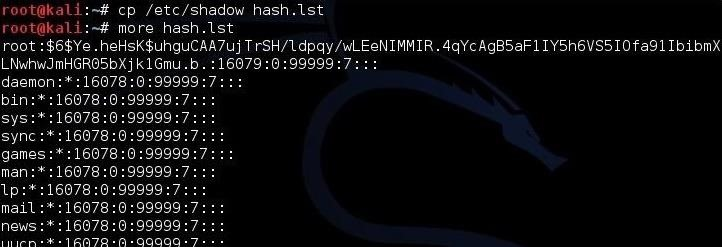 root@kali:~# cp /etc/shadow hash.lst
root@kali:~# more hash.lst
root:$6$Ye.heHsK$uhguCAA7ujTrSH/ldpqy/wLEeNIMMIR.4qYcAgB5aF1IY5h6VS5IOfa91IbibmX
LNwhwJmHGR05bXjk1Gmu.b.:16079:0:99999:7:::
daemon:*:16078:0:99999:7:::
bin:*:16078:0:99999:7:::
sys:*:16078:0:99999:7:::
sync:*:16078:0:99999:7:::
games:*:16078:0:99999:7:::
man:*:16078:0:99999:7:::
lp:*:16078:0:99999:7:::
mail:*:16078:0:99999:7:::
news:*:16078:0:99999:7:::
uucp:*:16078:0:99999:7:::